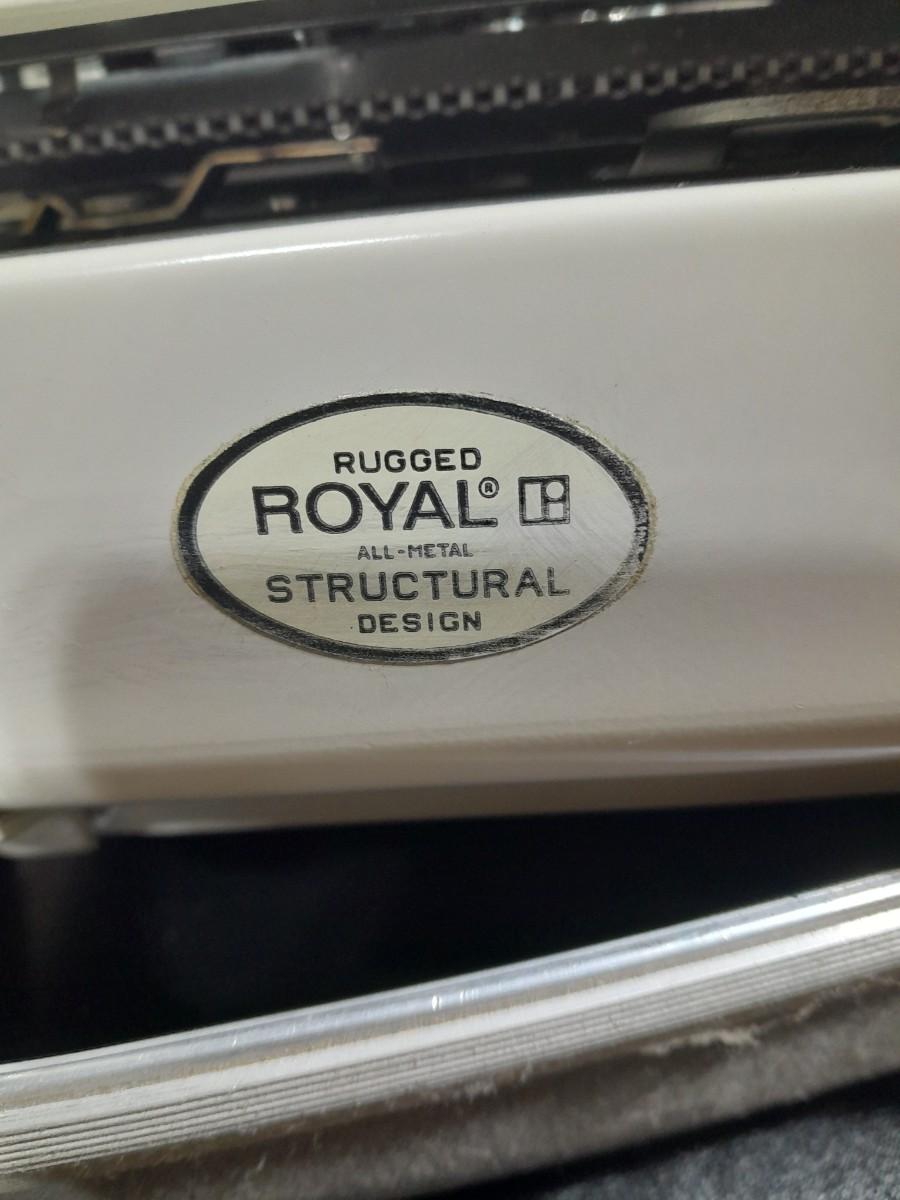 RUGGED
ROYAL®
ALL-METAL
STRUCTURAL
DESIGN